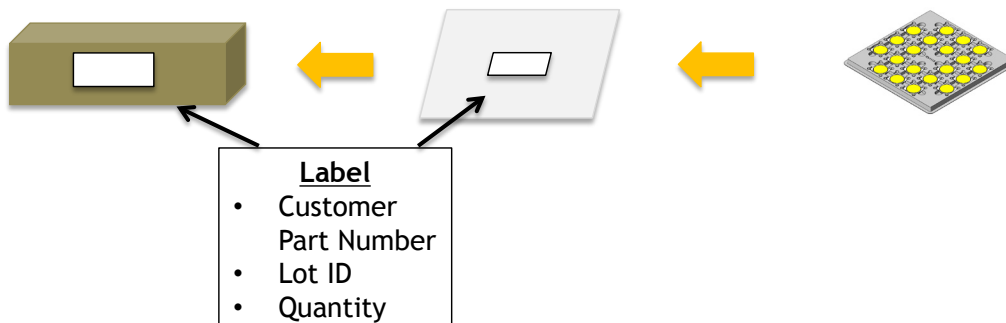 Label
• Customer
Part Number
• Lot ID
• Quantity